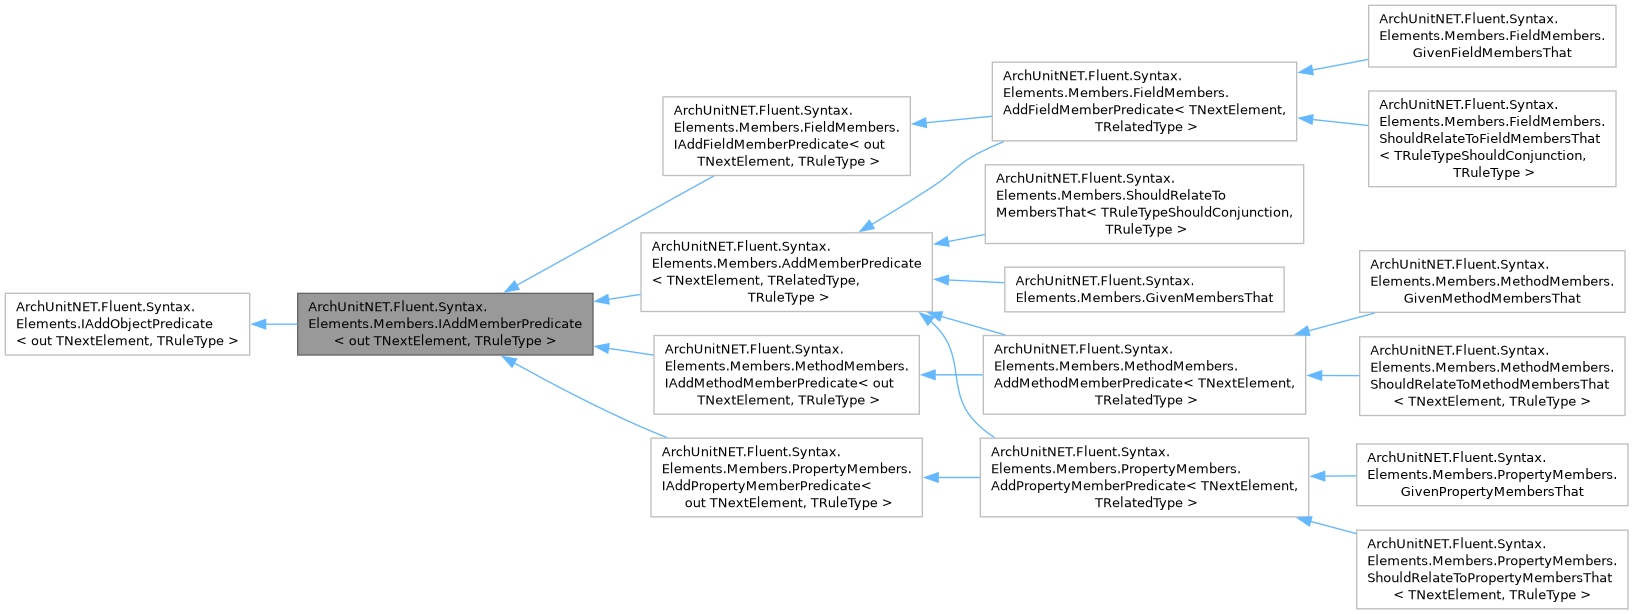 ArchUnitNET.Fluent.Syntax.
Elements.IAddObjectPredicate
< out TNextElement, TRuleType >
ArchUnitNET.Fluent.Syntax.
Elements.Members.IAddMemberPredicate
< out TNextElement, TRuleType >
ArchUnitNET.Fluent.Syntax.
Elements.Members.FieldMembers.
IAddFieldMemberPredicate< out
TNextElement, TRuleType >
ArchUnitNET.Fluent.Syntax.
Elements.Members.AddMemberPredicate
< TNextElement, TRelatedType,
TRuleType >
ArchUnitNET.Fluent.Syntax.
Elements.Members.MethodMembers.
IAddMethodMemberPredicate< out
TNextElement, TRuleType >
ArchUnitNET.Fluent.Syntax.
Elements.Members.PropertyMembers.
IAddPropertyMemberPredicate<
out TNextElement, TRuleType >
ArchUnitNET.Fluent.Syntax.
Elements.Members.FieldMembers.
AddFieldMemberPredicate< TNextElement,
TRelatedType >
ArchUnitNET.Fluent.Syntax.
Elements.Members.ShouldRelateTo
MembersThat< TRuleTypeShouldConjunction,
TRuleType >
ArchUnitNET.Fluent.Syntax.
Elements.Members.GivenMembersThat
ArchUnitNET.Fluent.Syntax.
Elements.Members.MethodMembers.
AddMethodMemberPredicate< TNextElement,
TRelatedType >
ArchUnitNET.Fluent.Syntax.
Elements.Members.PropertyMembers.
AddPropertyMemberPredicate< TNextElement,
TRelatedType >
ArchUnitNET.Fluent.Syntax.
Elements.Members.FieldMembers.
GivenFieldMembersThat
ArchUnitNET.Fluent.Syntax.
Elements.Members.FieldMembers.
ShouldRelateToFieldMembersThat
< TRuleTypeShouldConjunction,
TRuleType >
ArchUnitNET.Fluent.Syntax.
Elements.Members.MethodMembers.
GivenMethodMembersThat
ArchUnitNET.Fluent.Syntax.
Elements.Members.MethodMembers.
ShouldRelateToMethodMembersThat
< TNextElement, TRuleType >
ArchUnitNET.Fluent.Syntax.
Elements.Members.PropertyMembers.
GivenPropertyMembersThat
ArchUnitNET.Fluent.Syntax.
Elements.Members.PropertyMembers.
ShouldRelateToPropertyMembersThat
< TNextElement, TRuleType >